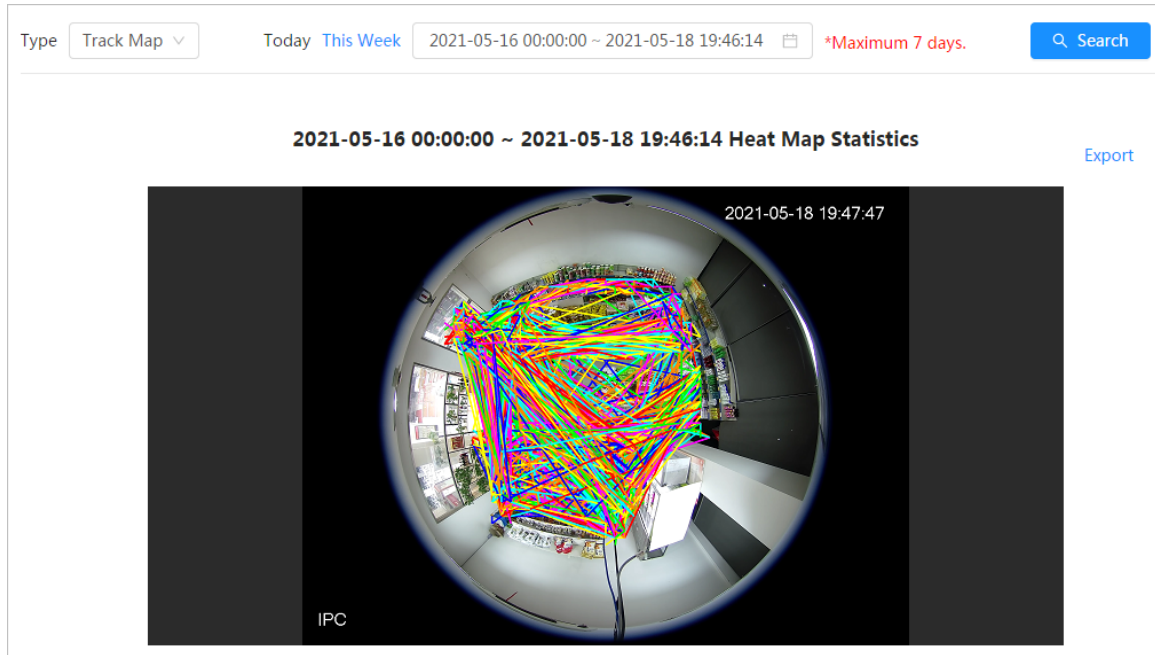 Type Track Map Today This Week 2021-05-16 00:00:00 ~ 2021-05-18 19:46:14 *Maximum 7 days. Search
2021-05-16 00:00:00 ~ 2021-05-18 19:46:14 Heat Map Statistics
Export
2021-05-18 19:47:47
IPC